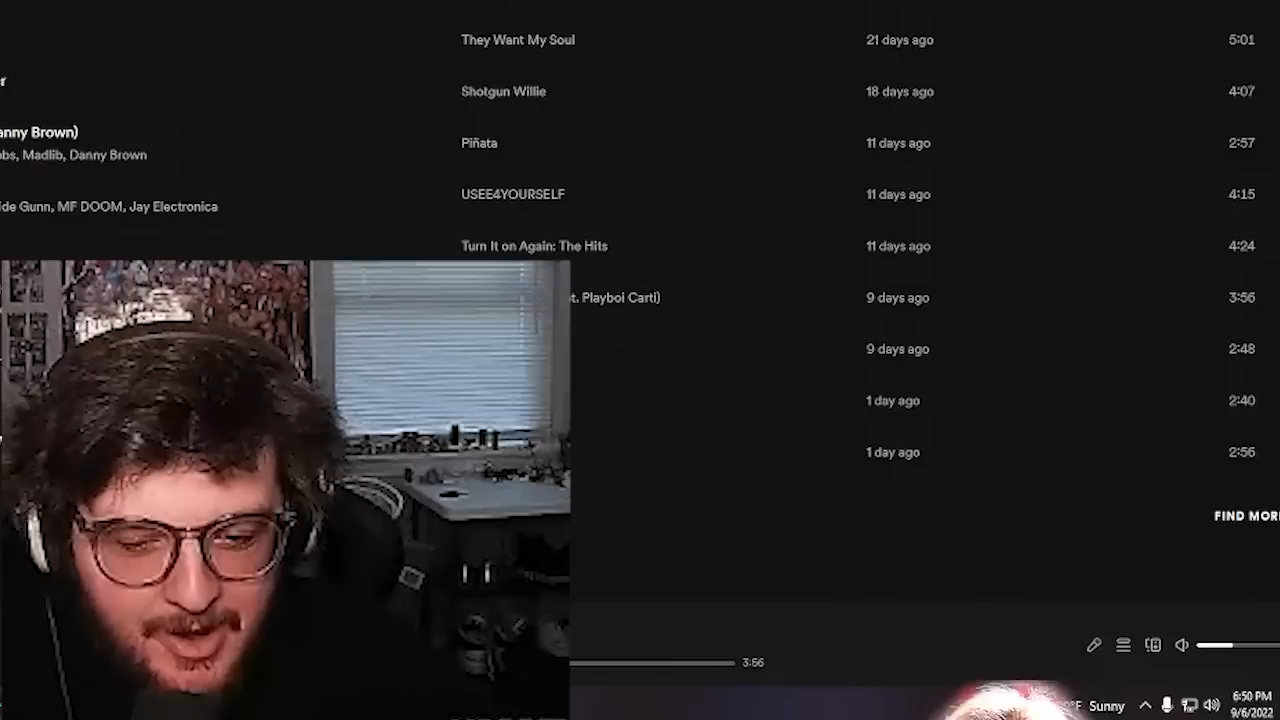 They Want My Soul 21 days ago 5:01
r
Shotgun Willie 18 days ago 4:07
anny Brown)
Piñata 11 days ago 2:57
bs, Madlib, Danny Brown
USEE4YOURSELF 11 days ago 4:15
ide Gunn, MF DOOM, Jay Electronica
Turn It on Again: The Hits 11 days ago 4:24
t. Playboi Carti) 9 days ago 3:56
9 days ago 2:48
1 day ago 2:40
1 day ago 2:56
FIND MOR
3:56
°F Sunny
6:50 PM
9/6/2022